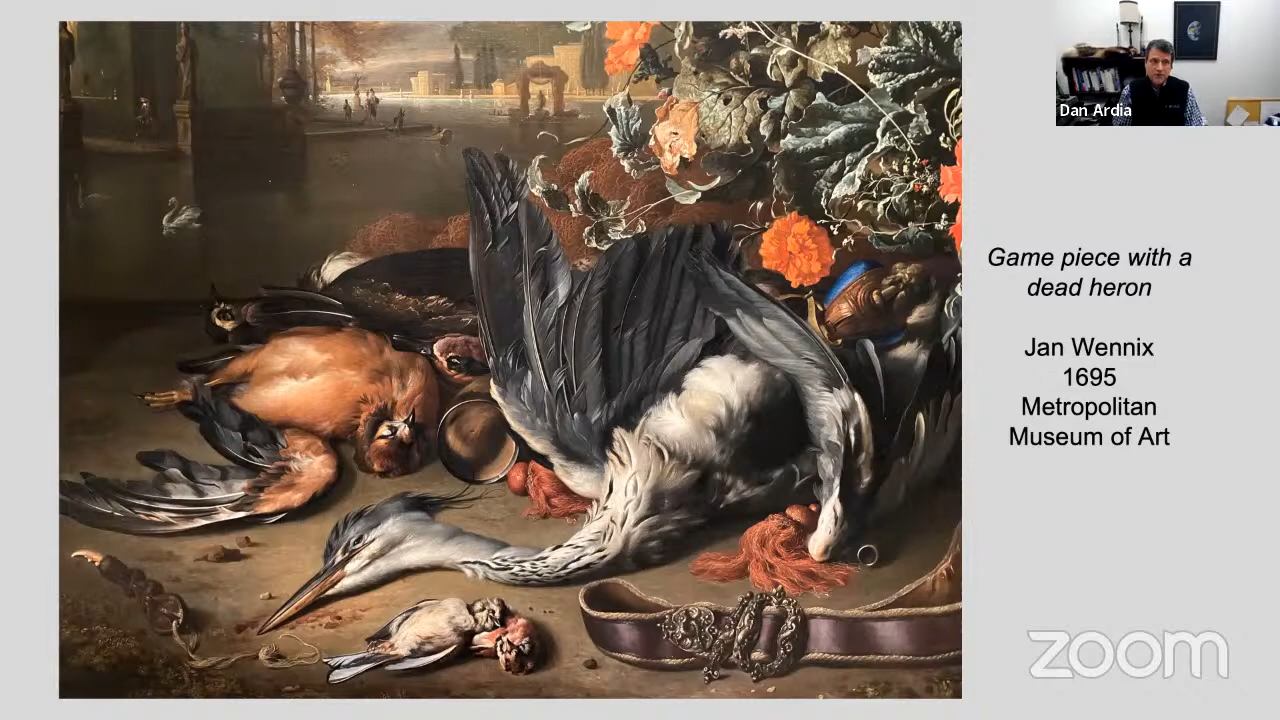 Dan Ardia
Game piece with a
dead heron
Jan Wennix
1695
Metropolitan
Museum of Art
zoom